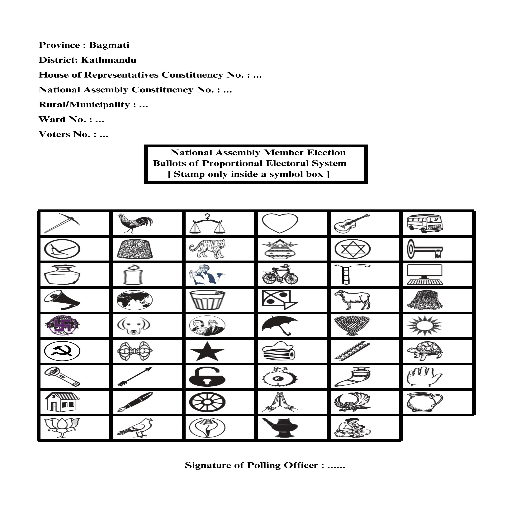 Province : Bagmati
District: Kathmandu
House of Representatives Constituency No. : ...
National Assembly Constituency No. : ...
Rural/Municipality : ...
Ward No. : ...
Voters No. : ...
National Assembly Member Election
Ballots of Proportional Electoral System
[ Stamp only inside a symbol box ]
Signature of Polling Officer : ......